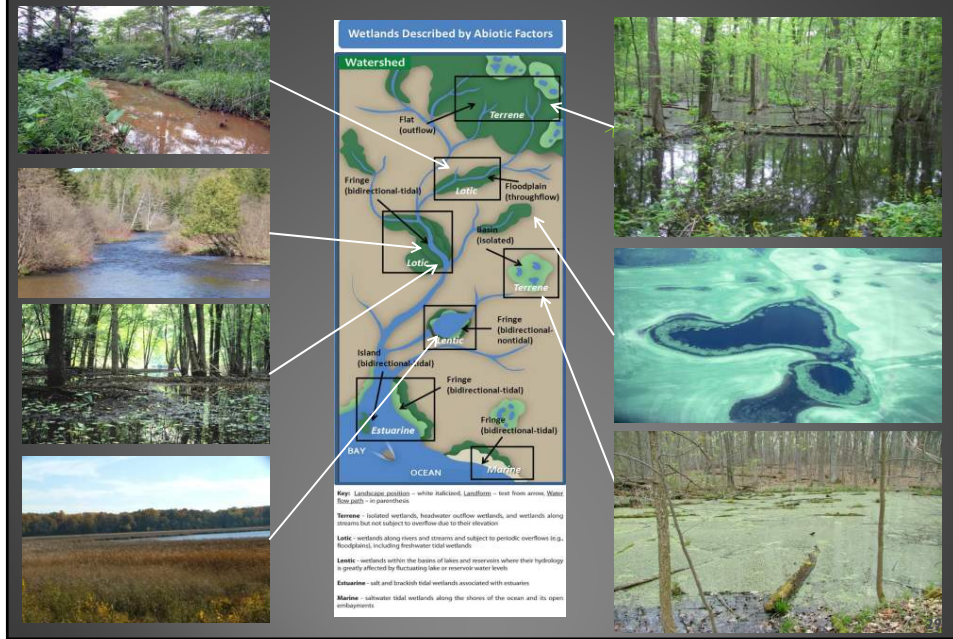 Wetlands Described by Abiotic Factors
Watershed
Flat
(outflow)
Terrene
Fringe
(bidirectional-tidal)
Lotic
Floodplain
(throughflow)
Basin
(isolated)
Lotic
Terrene
Fringe
(bidirectional-
nontidal)
Lentic
Island
(bidirectional-tidal)
Fringe
(bidirectional-tidal)
Estuarine
Fringe
(bidirectional-tidal)
BAY
OCEAN
Marine
Key: Landscape position – white italicized, Landform – text from arrow, Water
flow path – in parenthesis
Terrene - isolated wetlands, headwater outflow wetlands, and wetlands along
streams but not subject to overflow due to their elevation
Lotic - wetlands along rivers and streams and subject to periodic overflows (e.g.,
floodplains), including freshwater tidal wetlands
Lentic - wetlands within the basins of lakes and reservoirs where their hydrology
is greatly affected by fluctuating lake or reservoir water levels
Estuarine - salt and brackish tidal wetlands associated with estuaries
Marine - saltwater tidal wetlands along the shores of the ocean and its open
embayments